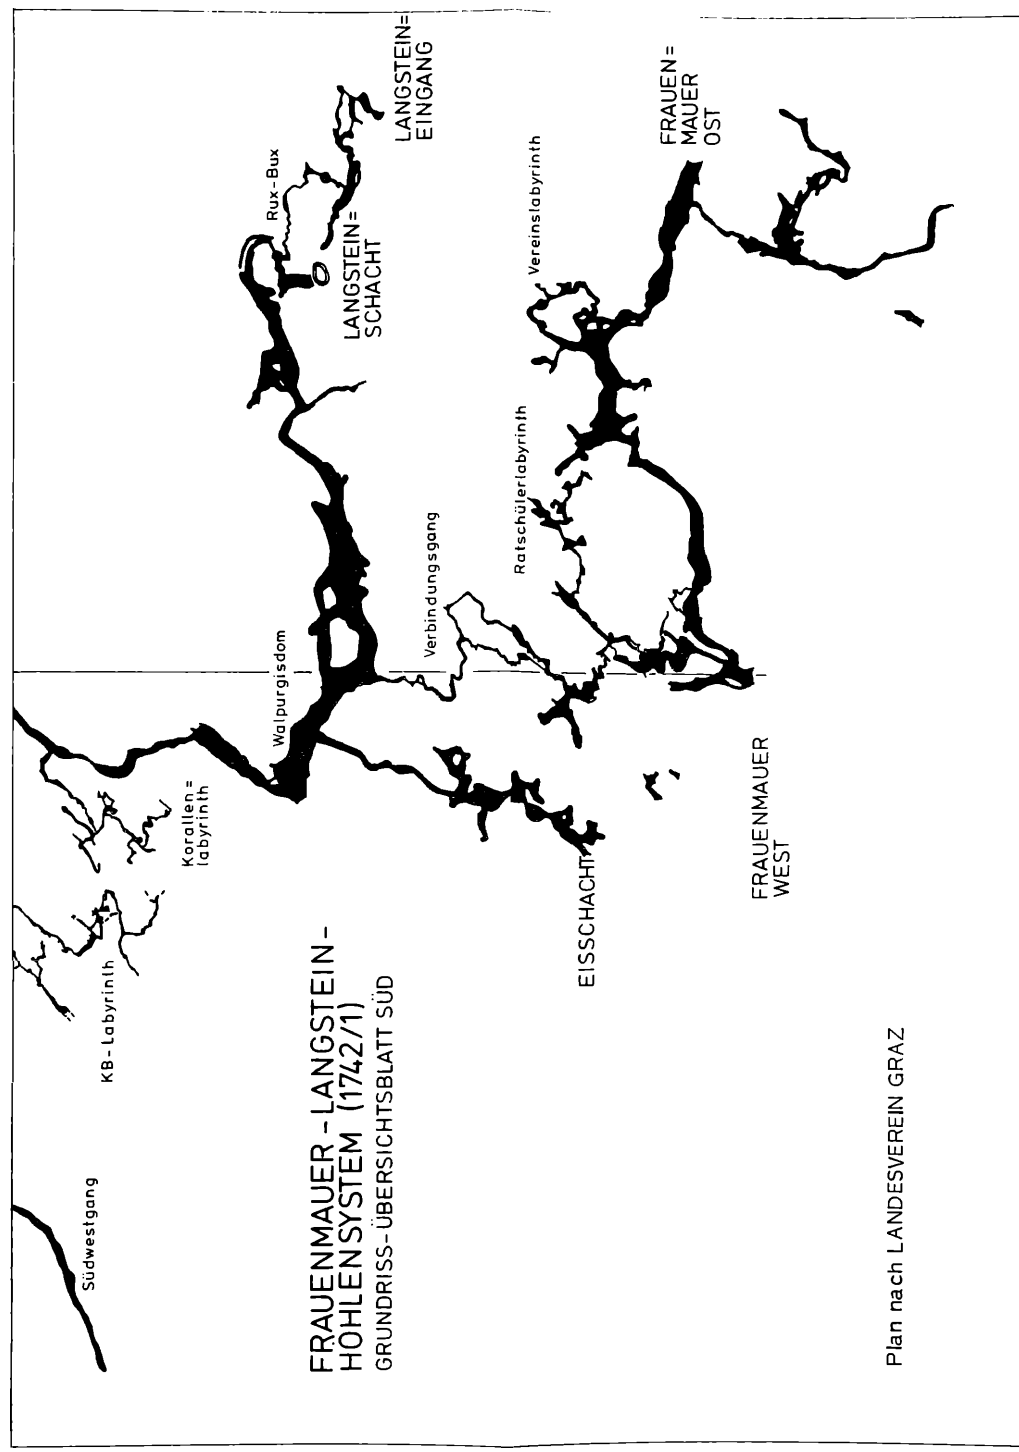 FRAUENMAUER - LANGSTEIN-
HÖHLENSYSTEM (1742/1)
GRUNDRISS-ÜBERSICHTSBLATT SÜD
Südwestgang
KB-Labyrinth
Korallen=
labyrinth
Walpurgisdom
Rux-Bux
LANGSTEIN=
EINGANG
LANGSTEIN=
SCHACHT
Verbindungsgang
Ratschülerlabyrinth
Vereinslabyrinth
FRAUEN=
MAUER
OST
EISSCHACHT
FRAUENMAUER
WEST
Plan nach LANDESVEREIN GRAZ